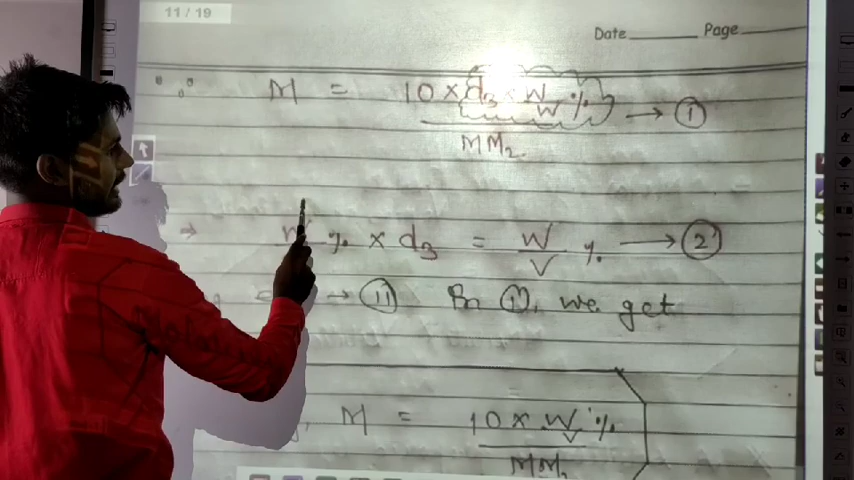 11 / 19
Date Page
∵ M = 10 × d₃ × W/W % → ①
MM₂
⇒ W % × d₃ = W/V % → ②
→ ⑪ In ①, we get
M = 10 × W/V %
MM₂